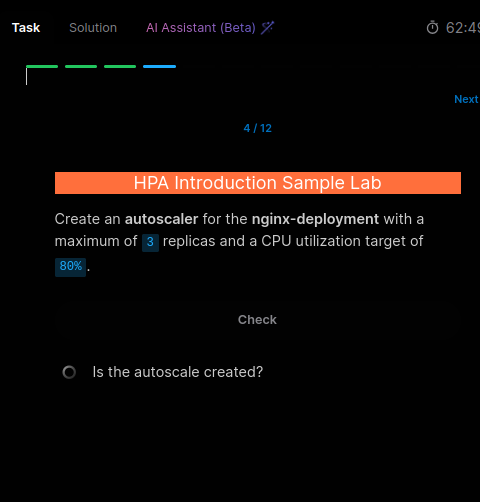 Task Solution AI Assistant (Beta) 62:49
Next
4 / 12
HPA Introduction Sample Lab
Create an autoscaler for the nginx-deployment with a
maximum of 3 replicas and a CPU utilization target of
80% .
Check
Is the autoscale created?